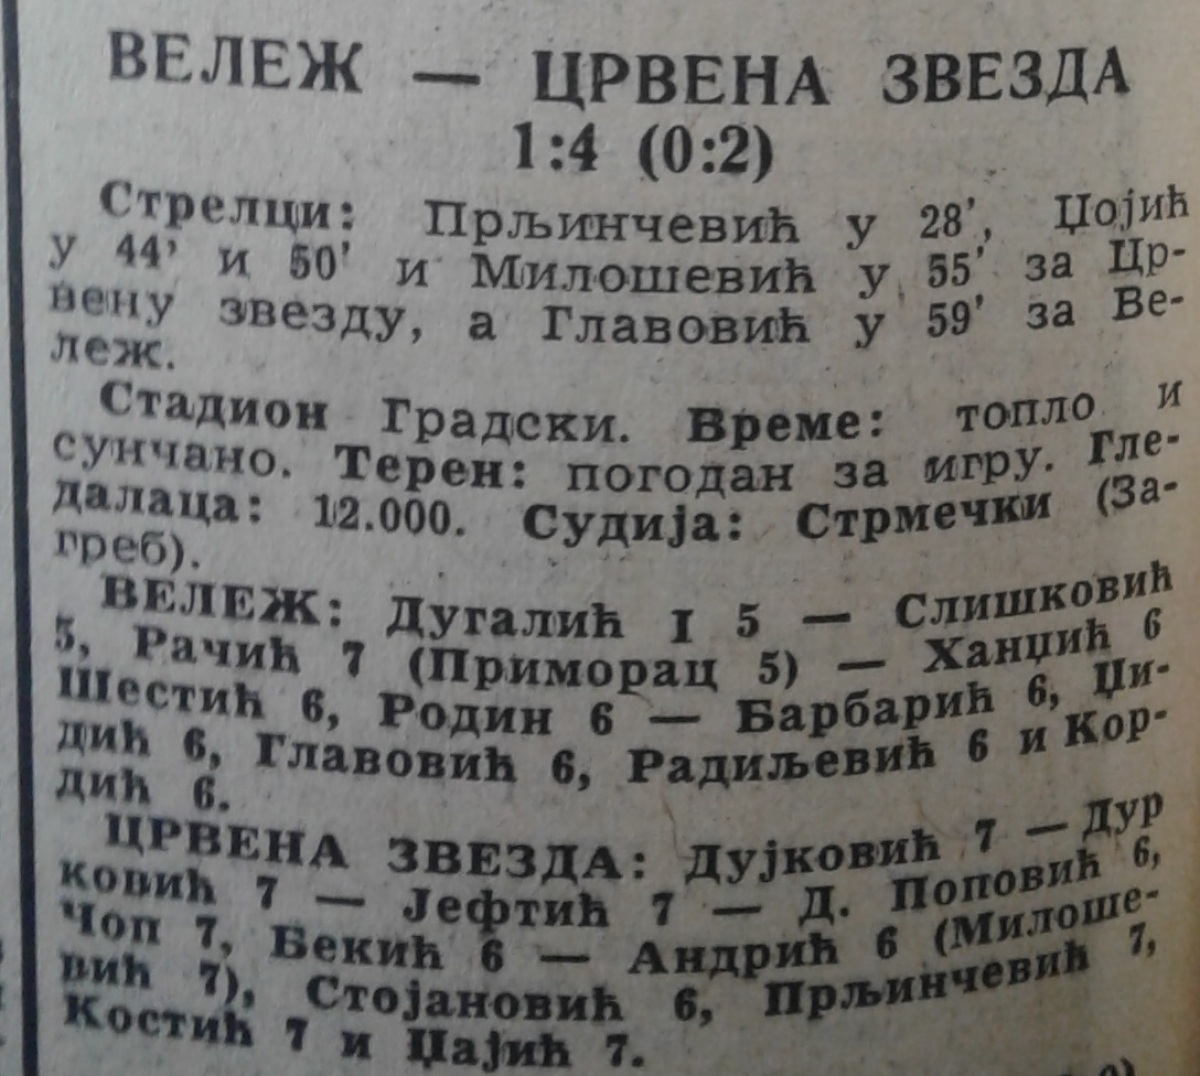 ВЕЛЕЖ — ЦРВЕНА ЗВЕЗДА
1:4 (0:2)
Стрелци: Прљинчевић у 28', Џојић
у 44' и 50' и Милошевић у 55' за Цр-
вену звезду, а Главовић у 59' за Ве-
леж.
Стадион Градски. Време: топло и
сунчано. Терен: погодан за игру. Гле-
далаца: 12.000. Судија: Стрмечки (За-
греб).
ВЕЛЕЖ: Дугалић I 5 — Слишковић
5, Рачић 7 (Приморац 5) — Ханџић 6
Шестић 6, Родин 6 — Барбарић 6, Џи-
дић 6, Главовић 6, Радиљевић 6 и Кор-
дић 6.
ЦРВЕНА ЗВЕЗДА: Дујковић 7 — Дур
ковић 7 — Јефтић 7 — Д. Поповић 6,
Чоп 7, Бекић 6 — Андрић 6 (Милоше-
вић 7), Стојановић 6, Прљинчевић 7,
Костић 7 и Џајић 7.